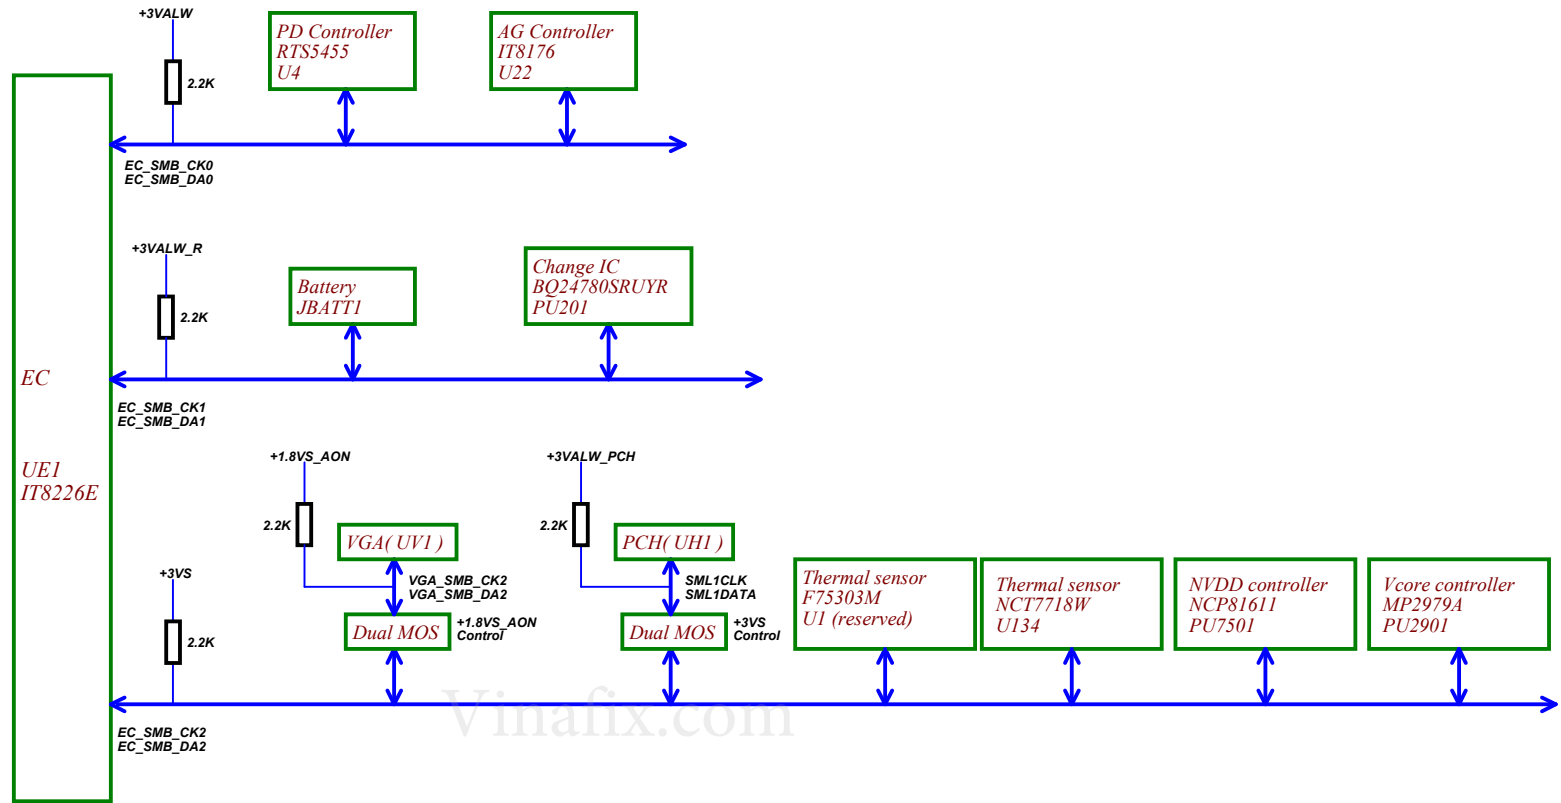 +3VALW
2.2K
PD Controller
RTS5455
U4
AG Controller
IT8176
U22
EC_SMB_CK0
EC_SMB_DA0
+3VALW_R
2.2K
Battery
JBATT1
Change IC
BQ24780SRUYR
PU201
EC
UE1
IT8226E
EC_SMB_CK1
EC_SMB_DA1
+1.8VS_AON
2.2K
VGA( UV1 )
VGA_SMB_CK2
VGA_SMB_DA2
Dual MOS
+1.8VS_AON
Control
+3VALW_PCH
2.2K
PCH( UH1 )
SML1CLK
SML1DATA
Dual MOS
+3VS
Control
+3VS
2.2K
Thermal sensor
F75303M
U1 (reserved)
Thermal sensor
NCT7718W
U134
NVDD controller
NCP81611
PU7501
Vcore controller
MP2979A
PU2901
EC_SMB_CK2
EC_SMB_DA2
Vinafix.com